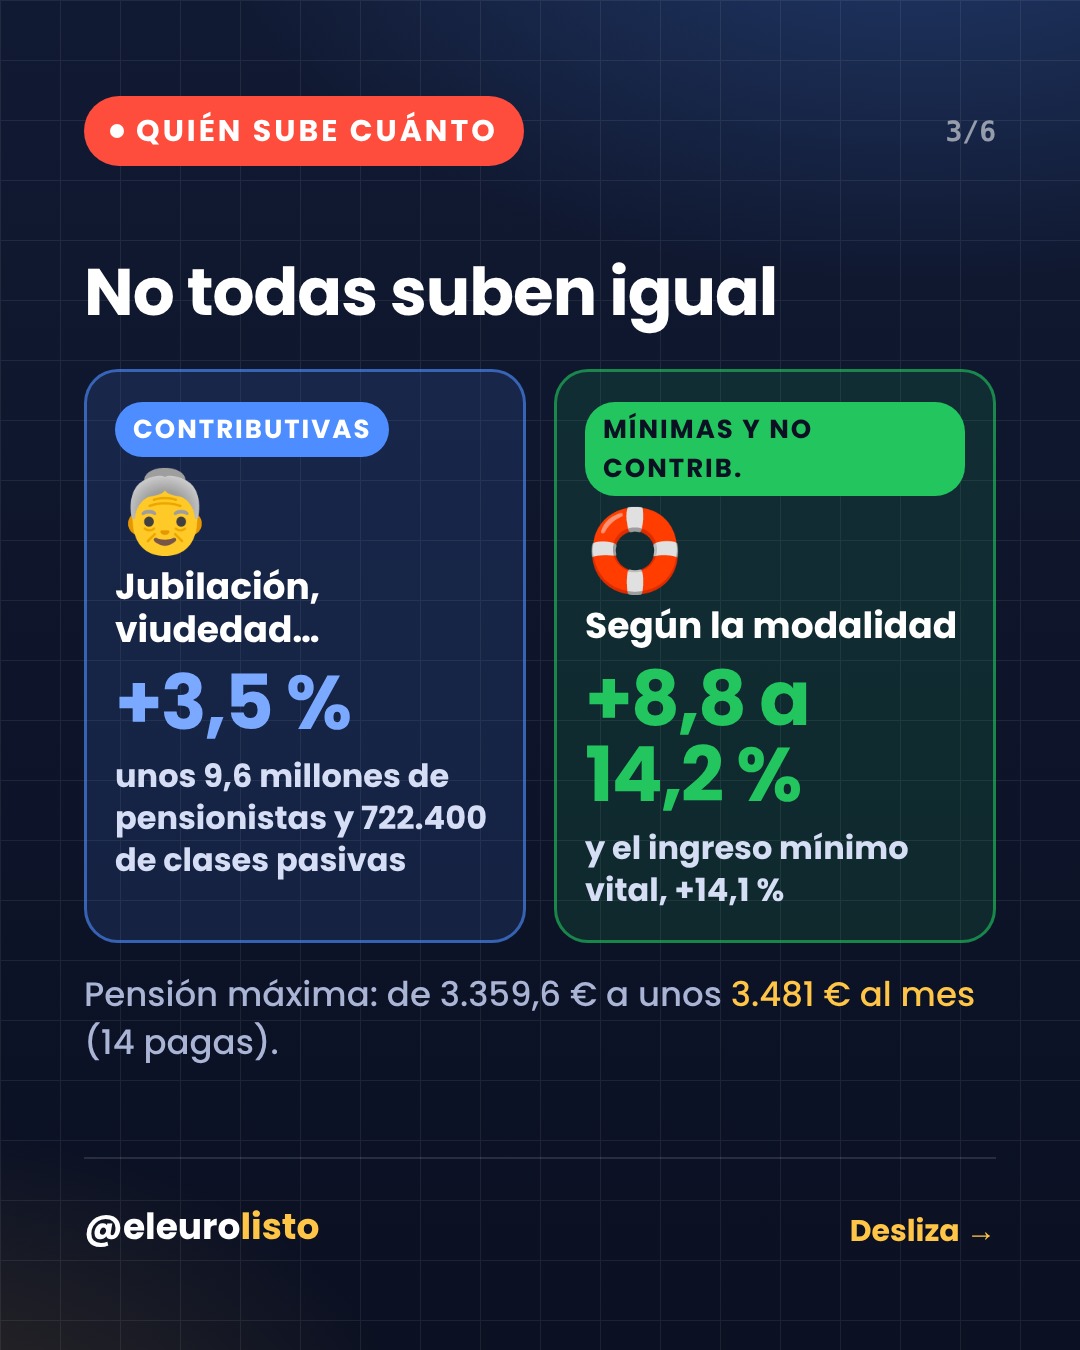 QUIÉN SUBE CUÁNTO
3/6
No todas suben igual
CONTRIBUTIVAS
Jubilación,
viudedad...
+3,5 %
unos 9,6 millones de
pensionistas y 722.400
de clases pasivas
MÍNIMAS Y NO
CONTRIB.
Según la modalidad
+8,8 a
14,2 %
y el ingreso mínimo
vital, +14,1 %
Pensión máxima: de 3.359,6 € a unos 3.481 € al mes
(14 pagas).
@eleurolisto
Desliza →